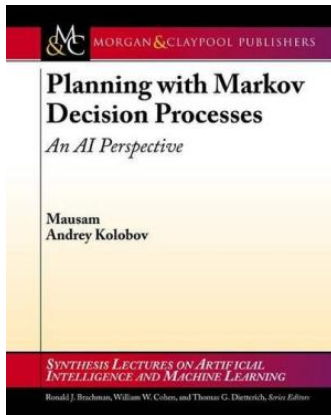 M&C MORGAN & CLAYPOOL PUBLISHERS
Planning with Markov
Decision Processes
An AI Perspective
Mausam
Andrey Kolobov
SYNTHESIS LECTURES ON ARTIFICIAL
INTELLIGENCE AND MACHINE LEARNING
Ronald J. Brachman, William W. Cohen, and Thomas G. Dietterich, Series Editors